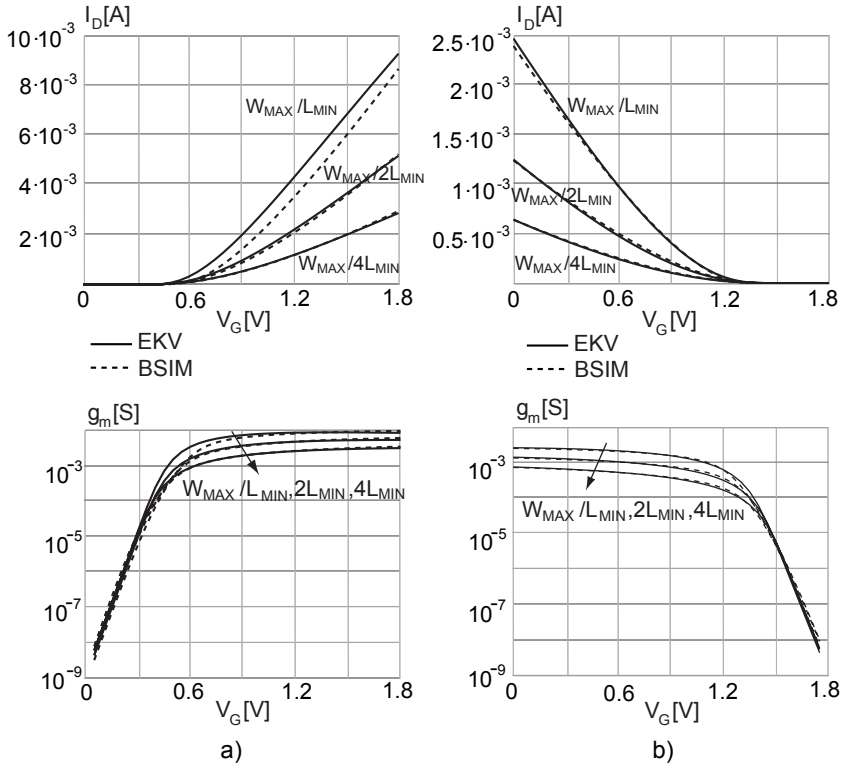 I_D[A]
10·10⁻³
8·10⁻³
6·10⁻³
4·10⁻³
2·10⁻³
W_MAX/L_MIN
W_MAX/2L_MIN
W_MAX/4L_MIN
0 0.6 1.2 1.8
V_G[V]
EKV
BSIM
I_D[A]
2.5·10⁻³
2·10⁻³
1.5·10⁻³
1·10⁻³
0.5·10⁻³
W_MAX/L_MIN
W_MAX/2L_MIN
W_MAX/4L_MIN
0 0.6 1.2 1.8
V_G[V]
EKV
BSIM
g_m[S]
10⁻³
10⁻⁵
10⁻⁷
10⁻⁹
W_MAX/L_MIN,2L_MIN,4L_MIN
0 0.6 1.2 1.8
V_G[V]
a)
g_m[S]
10⁻³
10⁻⁵
10⁻⁷
10⁻⁹
W_MAX/L_MIN,2L_MIN,4L_MIN
0 0.6 1.2 1.8
V_G[V]
b)